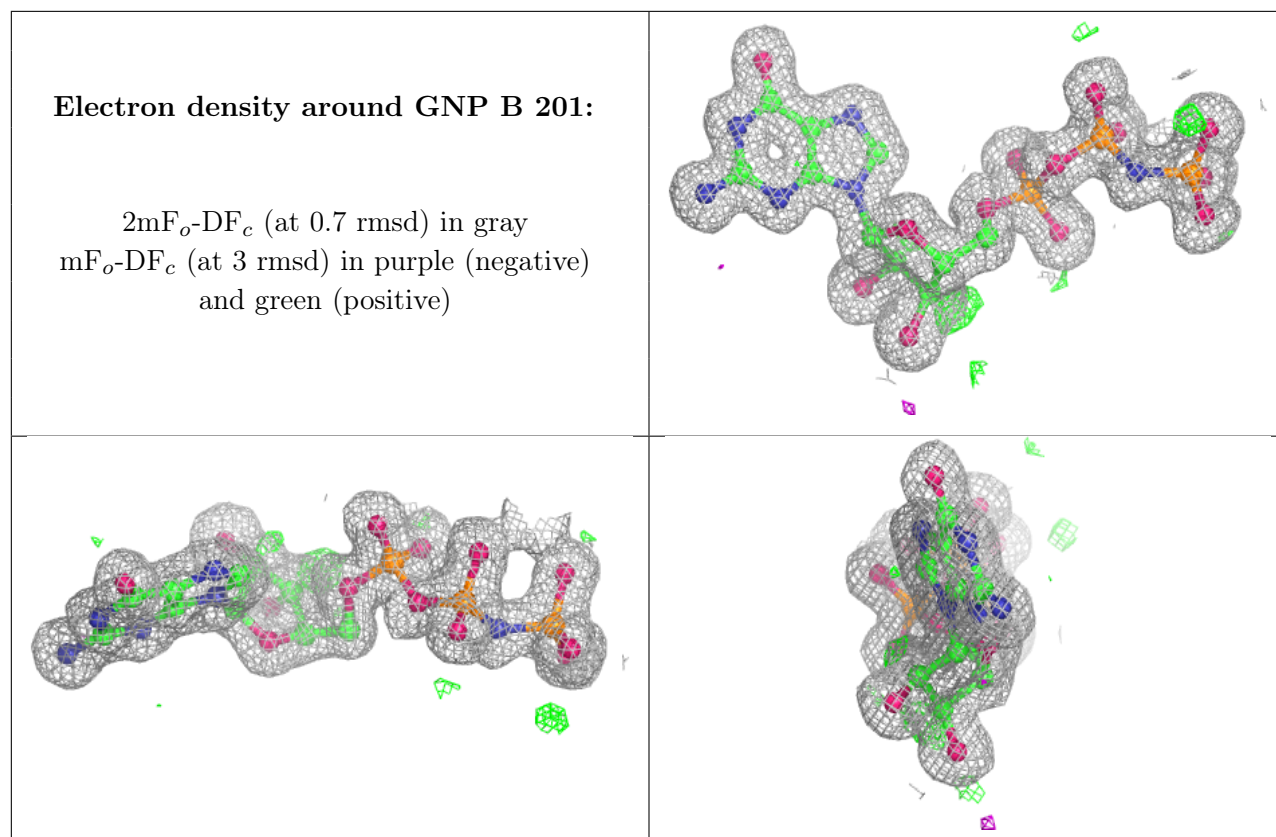 Electron density around GNP B 201:
2mFo-DFc (at 0.7 rmsd) in gray
mFo-DFc (at 3 rmsd) in purple (negative)
and green (positive)